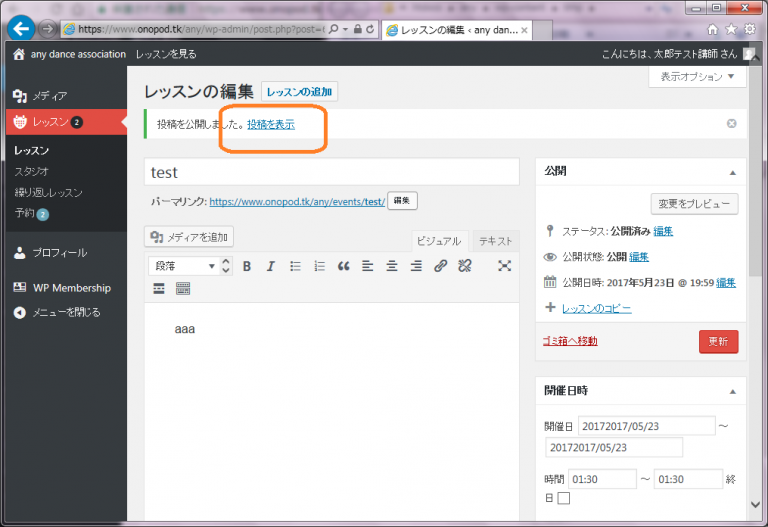 https://www.onopod.tk/any/wp-admin/post.php?post=
レッスンの編集 ‹ any danc...
any dance association レッスンを見る こんにちは、太郎テスト講師 さん
表示オプション
メディア
レッスン 2
レッスン
スタジオ
繰り返しレッスン
予約 2
プロフィール
WP Membership
メニューを閉じる
レッスンの編集 レッスンの追加
投稿を公開しました。投稿を表示
test
パーマリンク: https://www.onopod.tk/any/events/test/ 編集
メディアを追加
ビジュアル テキスト
段落 B I
aaa
公開
変更をプレビュー
ステータス: 公開済み 編集
公開状態: 公開 編集
公開日時: 2017年5月23日 @ 19:59 編集
レッスンのコピー
ゴミ箱へ移動 更新
開催日時
開催日 20172017/05/23 ～
20172017/05/23
時間 01:30 ～ 01:30 終
日